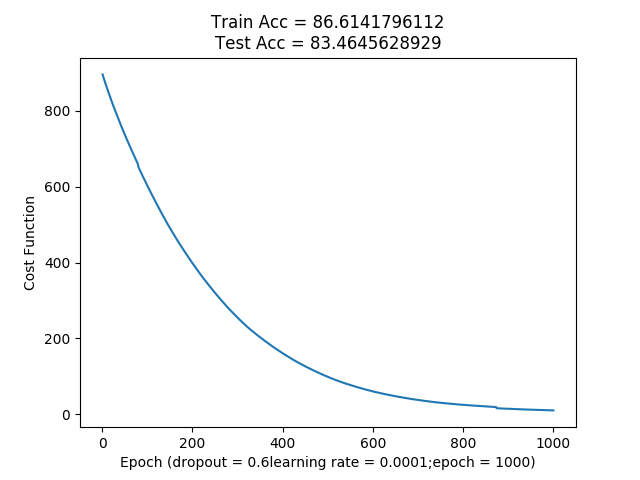 Train Acc = 86.6141796112
Test Acc = 83.4645628929
800
600
400
200
0
Cost Function
0 200 400 600 800 1000
Epoch (dropout = 0.6learning rate = 0.0001;epoch = 1000)